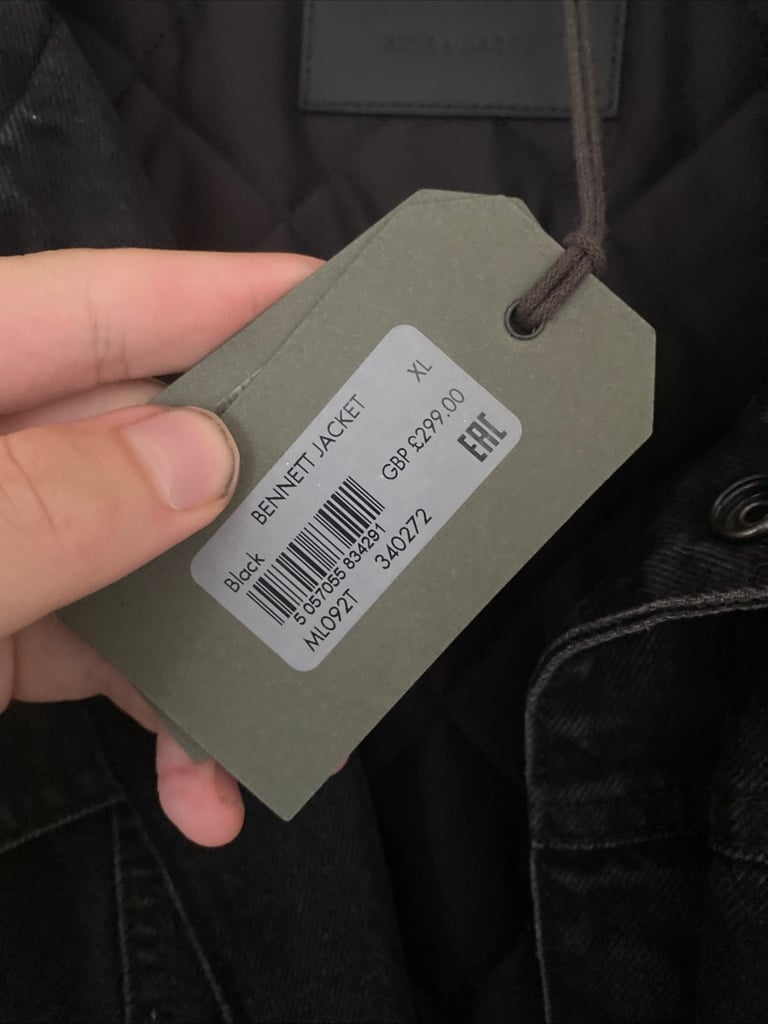 BENNETT JACKET XL
Black
GBP £299.00
5 057055 834291
ML092T 340272
EAC